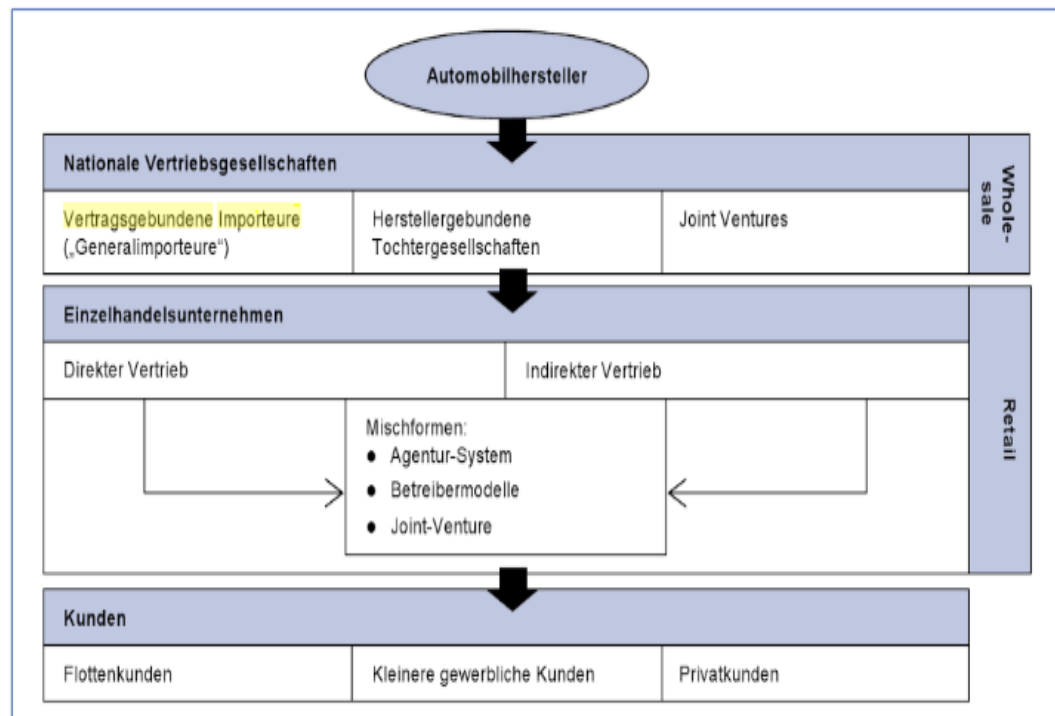 Automobilhersteller
Nationale Vertriebsgesellschaften
Vertragsgebundene Importeure
(„Generalimporteure“)
Herstellergebundene
Tochtergesellschaften
Joint Ventures
Whole-
sale
Einzelhandelsunternehmen
Direkter Vertrieb
Indirekter Vertrieb
Mischformen:
● Agentur-System
● Betreibermodelle
● Joint-Venture
Retail
Kunden
Flottenkunden
Kleinere gewerbliche Kunden
Privatkunden